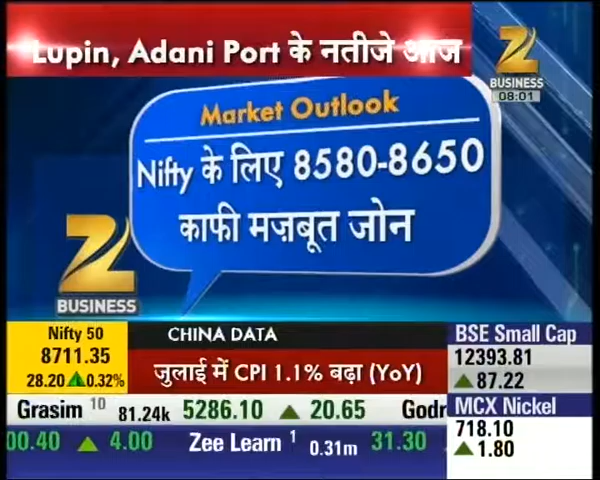 Lupin, Adani Port के नतीजे आज
BUSINESS
08:01
Market Outlook
Nifty के लिए 8580-8650
काफी मज़बूत ज़ोन
BUSINESS
Nifty 50
8711.35
28.20 0.32%
CHINA DATA
जुलाई में CPI 1.1% बढ़ा (YoY)
BSE Small Cap
12393.81
87.22
Grasim 10 81.24k 5286.10 20.65 Godr
MCX Nickel
718.10
1.80
00.40 4.00 Zee Learn 1 0.31m 31.30